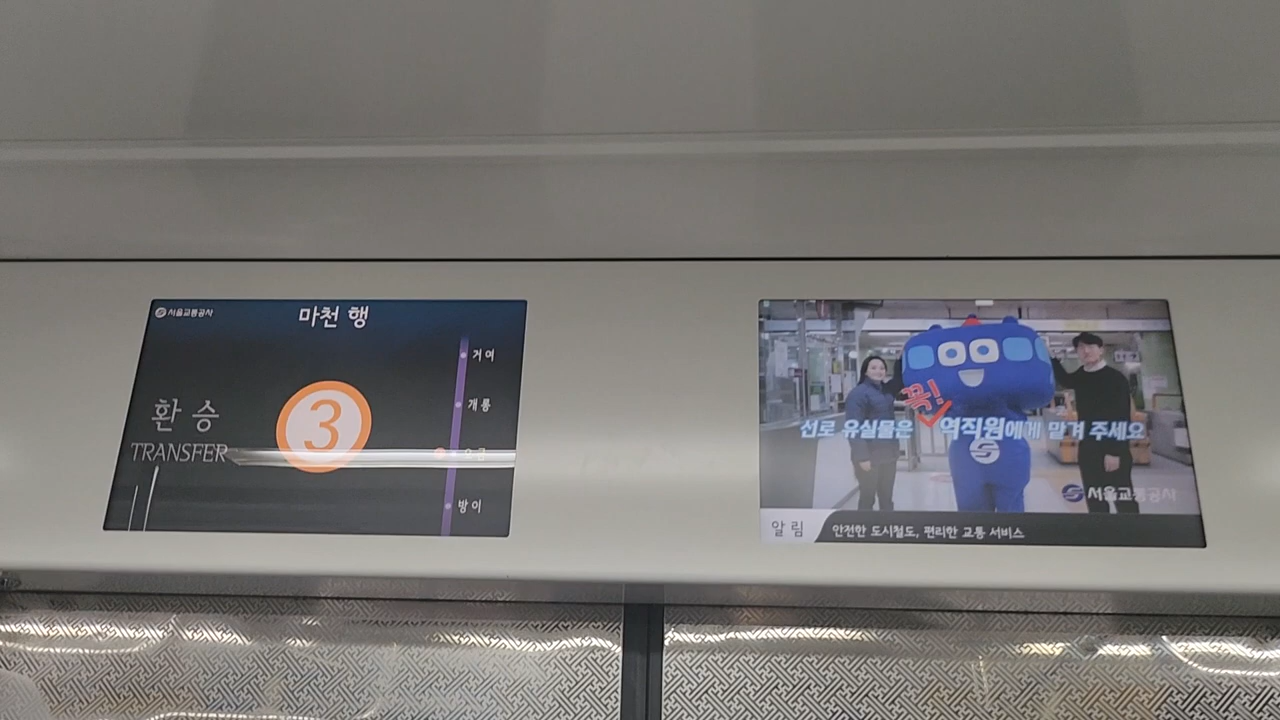 서울교통공사
마천 행
거여
개롱
오금
방이
환 승
TRANSFER
3
꼭!
선로 유실물은 역직원에게 맡겨 주세요
서울교통공사
알 림
안전한 도시철도, 편리한 교통 서비스